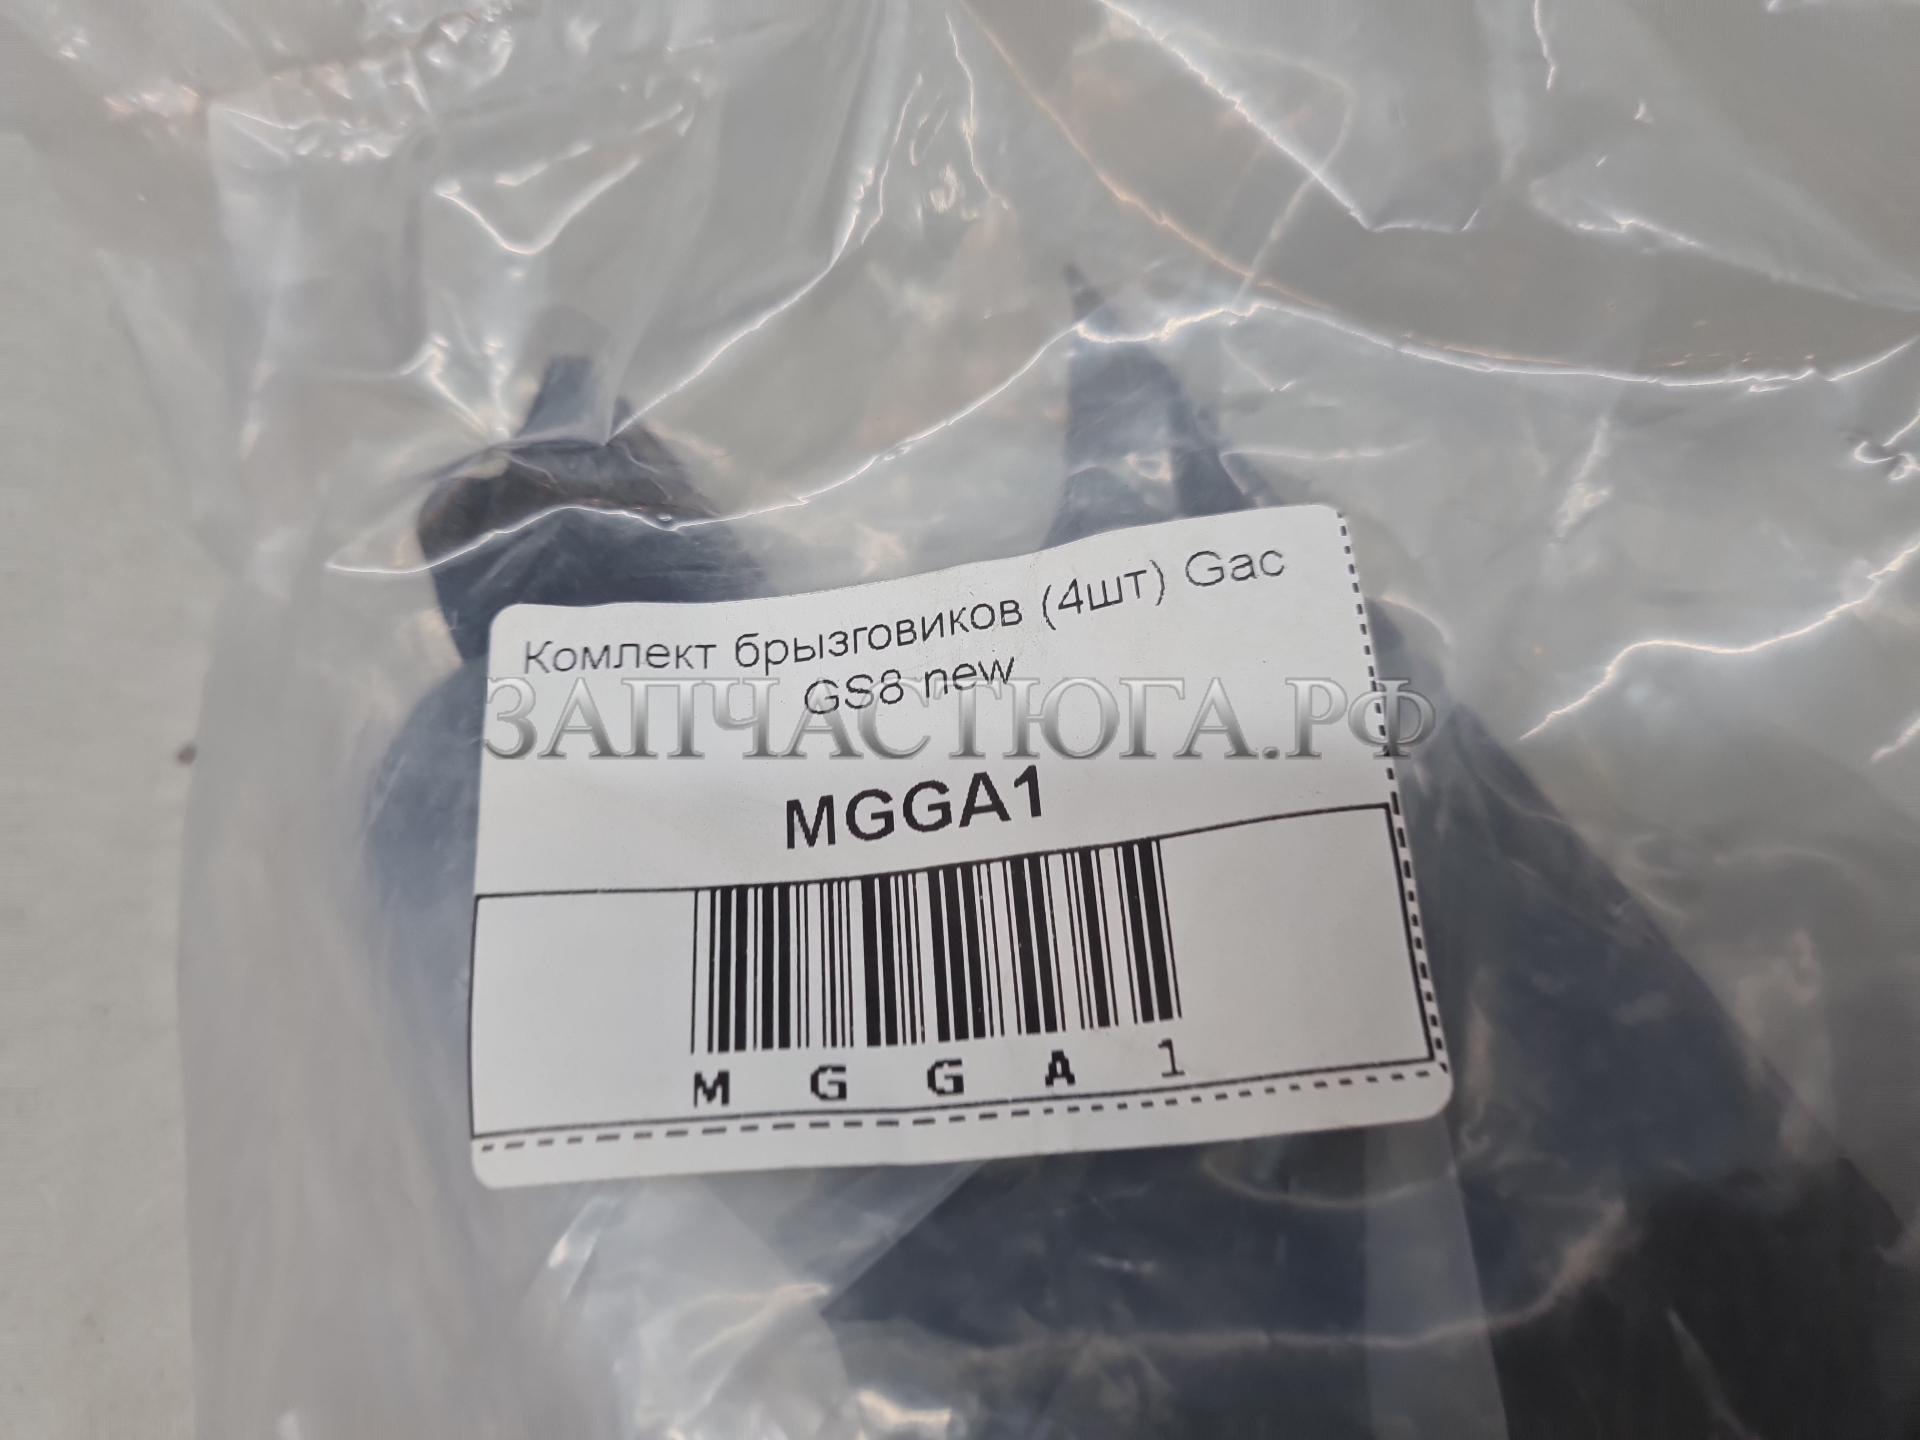 Комлект брызговиков (4шт) Gac
GS8 new
ЗАПЧАСТЮГА.РФ
MGGA1
M G G A 1